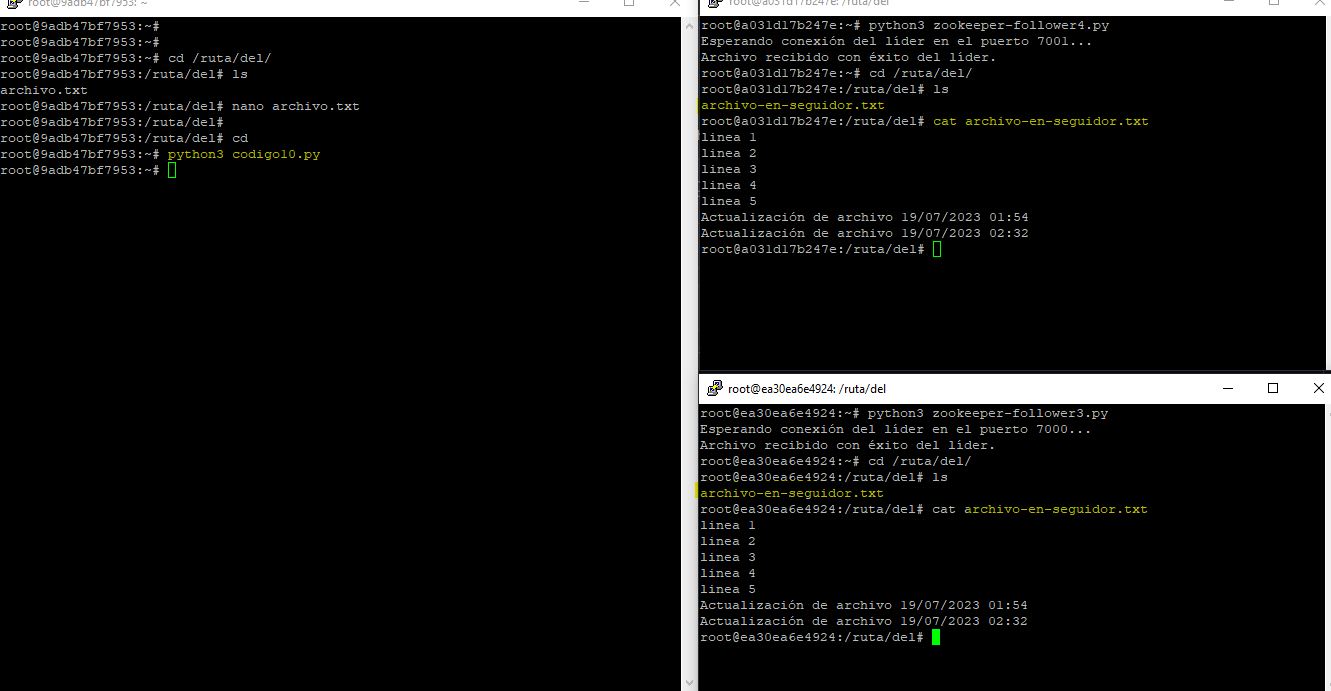 root@9adb47bf7953: ~
root@9adb47bf7953:~#
root@9adb47bf7953:~#
root@9adb47bf7953:~# cd /ruta/del/
root@9adb47bf7953:/ruta/del# ls
archivo.txt
root@9adb47bf7953:/ruta/del# nano archivo.txt
root@9adb47bf7953:/ruta/del#
root@9adb47bf7953:/ruta/del# cd
root@9adb47bf7953:~# python3 codigo10.py
root@9adb47bf7953:~#
root@a031d17b247e: /ruta/del
root@a031d17b247e:~# python3 zookeeper-follower4.py
Esperando conexión del líder en el puerto 7001...
Archivo recibido con éxito del líder.
root@a031d17b247e:~# cd /ruta/del/
root@a031d17b247e:/ruta/del# ls
archivo-en-seguidor.txt
root@a031d17b247e:/ruta/del# cat archivo-en-seguidor.txt
linea 1
linea 2
linea 3
linea 4
linea 5
Actualización de archivo 19/07/2023 01:54
Actualización de archivo 19/07/2023 02:32
root@a031d17b247e:/ruta/del#
root@ea30ea6e4924: /ruta/del
root@ea30ea6e4924:~# python3 zookeeper-follower3.py
Esperando conexión del líder en el puerto 7000...
Archivo recibido con éxito del líder.
root@ea30ea6e4924:~# cd /ruta/del/
root@ea30ea6e4924:/ruta/del# ls
archivo-en-seguidor.txt
root@ea30ea6e4924:/ruta/del# cat archivo-en-seguidor.txt
linea 1
linea 2
linea 3
linea 4
linea 5
Actualización de archivo 19/07/2023 01:54
Actualización de archivo 19/07/2023 02:32
root@ea30ea6e4924:/ruta/del#